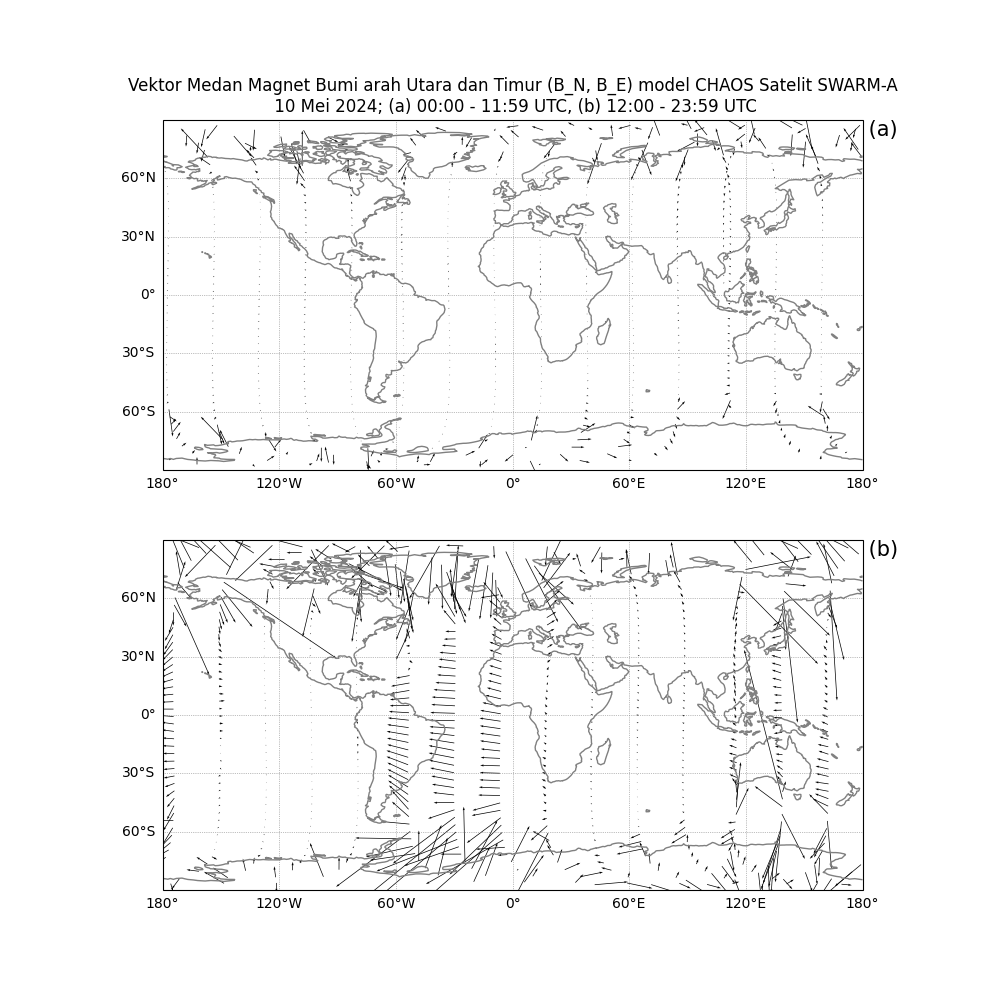 Vektor Medan Magnet Bumi arah Utara dan Timur (B_N, B_E) model CHAOS Satelit SWARM-A
10 Mei 2024; (a) 00:00 - 11:59 UTC, (b) 12:00 - 23:59 UTC
(a)
60°N
30°N
0°
30°S
60°S
180° 120°W 60°W 0° 60°E 120°E 180°
(b)
60°N
30°N
0°
30°S
60°S
180° 120°W 60°W 0° 60°E 120°E 180°